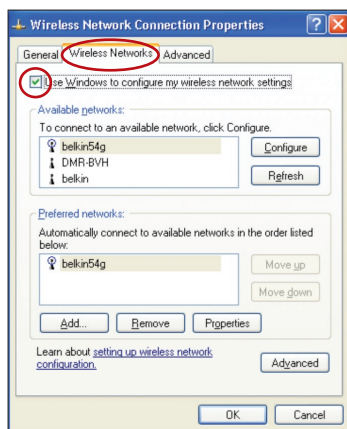 Wireless Network Connection Properties
General Wireless Networks Advanced
Use Windows to configure my wireless network settings
Available networks:
To connect to an available network, click Configure.
belkin54g
DMR-BVH
belkin
Configure
Refresh
Preferred networks:
Automatically connect to available networks in the order listed
below:
belkin54g
Move up
Move down
Add... Remove Properties
Learn about setting up wireless network
configuration.
Advanced
OK Cancel